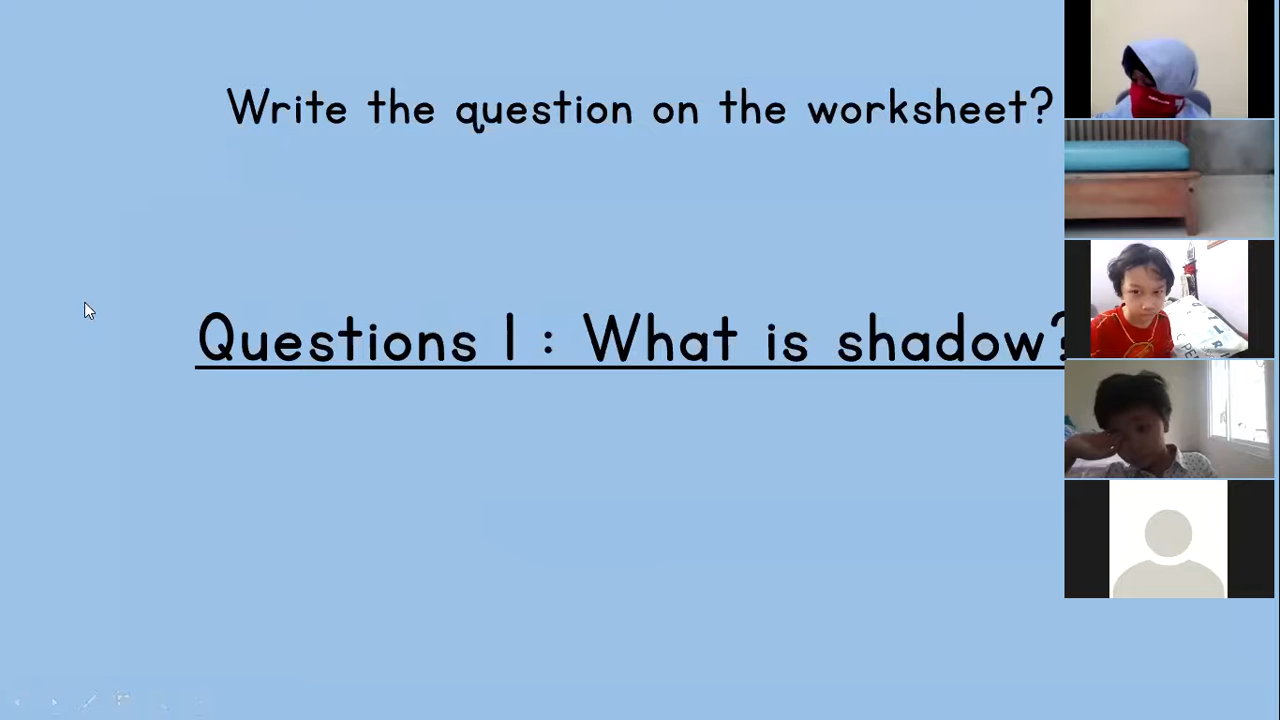 Write the question on the worksheet?
Questions 1 : What is shadow?